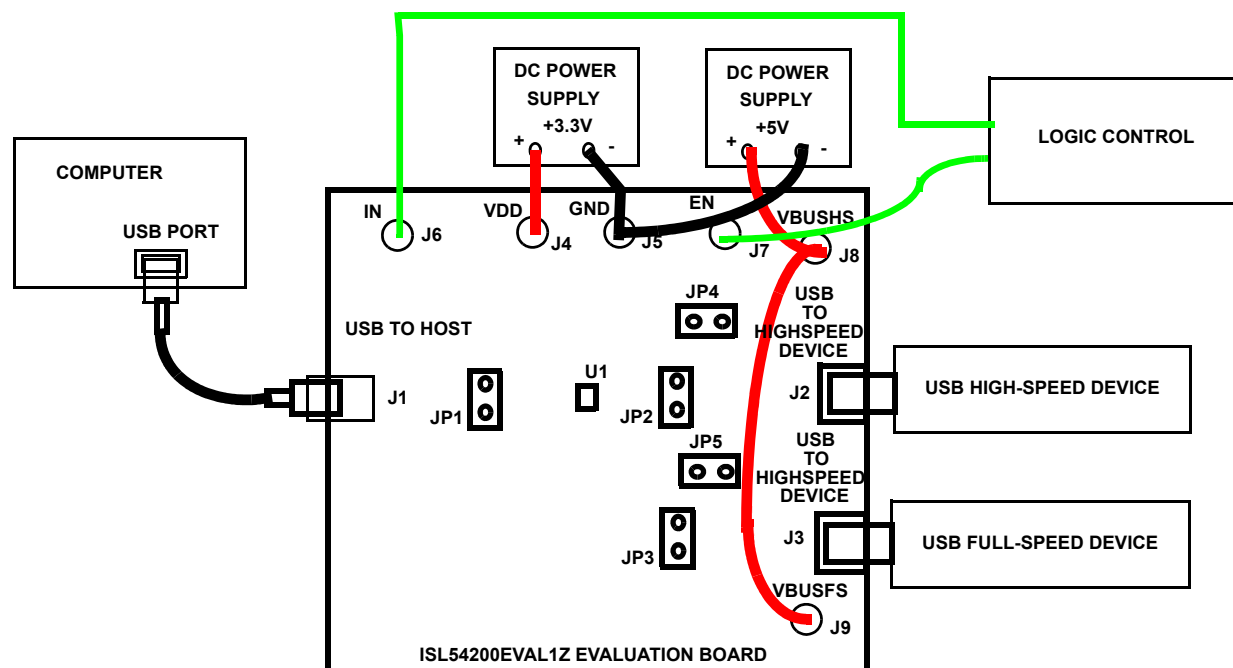 DC POWER
SUPPLY
+3.3V
+ -
DC POWER
SUPPLY
+5V
+ -
LOGIC CONTROL
COMPUTER
USB PORT
IN
J6
VDD
J4
GND
J5
EN
J7
VBUSHS
J8
USB TO HOST
J1
JP1
U1
JP4
JP2
JP5
JP3
USB
TO
HIGHSPEED
DEVICE
J2
USB HIGH-SPEED DEVICE
USB
TO
HIGHSPEED
DEVICE
J3
USB FULL-SPEED DEVICE
VBUSFS
J9
ISL54200EVAL1Z EVALUATION BOARD